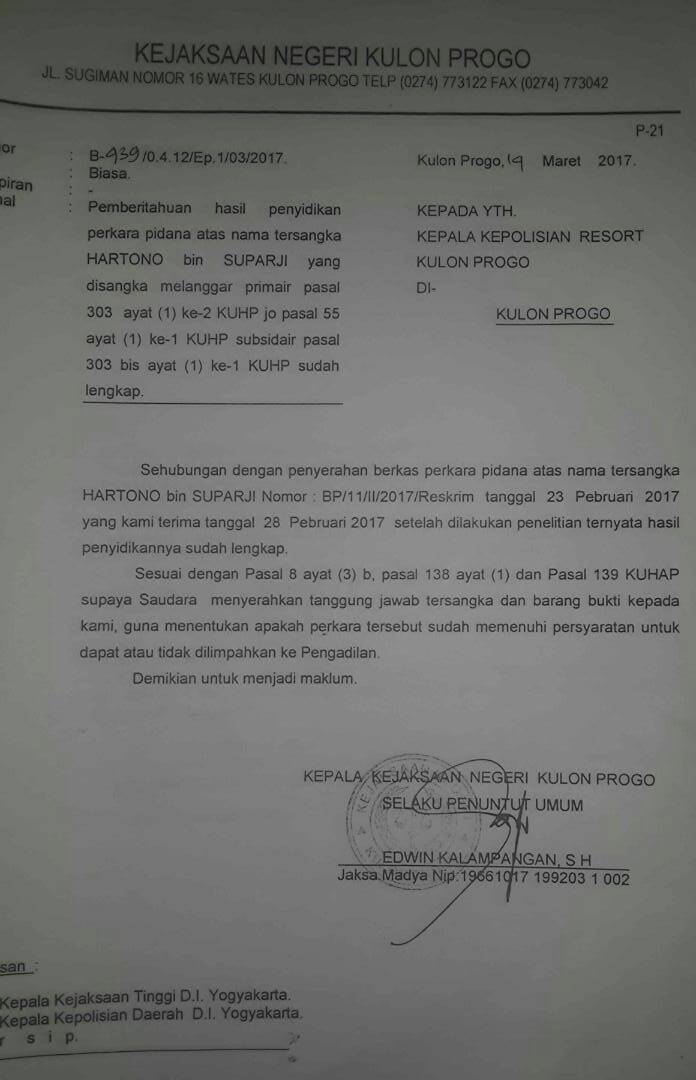 KEJAKSAAN NEGERI KULON PROGO
JL. SUGIMAN NOMOR 16 WATES KULON PROGO TELP (0274) 773122 FAX (0274) 773042
P-21
or : B-939/0.4.12/Ep.1/03/2017.
: Biasa.
piran : -
al : Pemberitahuan hasil penyidikan
perkara pidana atas nama tersangka
HARTONO bin SUPARJI yang
disangka melanggar primair pasal
303 ayat (1) ke-2 KUHP jo pasal 55
ayat (1) ke-1 KUHP subsidair pasal
303 bis ayat (1) ke-1 KUHP sudah
lengkap.
Kulon Progo, 19 Maret 2017.
KEPADA YTH.
KEPALA KEPOLISIAN RESORT
KULON PROGO
DI-
KULON PROGO
Sehubungan dengan penyerahan berkas perkara pidana atas nama tersangka
HARTONO bin SUPARJI Nomor : BP/11/II/2017/Reskrim tanggal 23 Pebruari 2017
yang kami terima tanggal 28 Pebruari 2017 setelah dilakukan penelitian ternyata hasil
penyidikannya sudah lengkap.
Sesuai dengan Pasal 8 ayat (3) b, pasal 138 ayat (1) dan Pasal 139 KUHAP
supaya Saudara menyerahkan tanggung jawab tersangka dan barang bukti kepada
kami, guna menentukan apakah perkara tersebut sudah memenuhi persyaratan untuk
dapat atau tidak dilimpahkan ke Pengadilan.
Demikian untuk menjadi maklum.
KEPALA KEJAKSAAN NEGERI KULON PROGO
SELAKU PENUNTUT UMUM
EDWIN KALAMPANGAN, S H
Jaksa Madya Nip.19661017 199203 1 002
san :
Kepala Kejaksaan Tinggi D.I. Yogyakarta.
Kepala Kepolisian Daerah D.I. Yogyakarta.
r s i p.